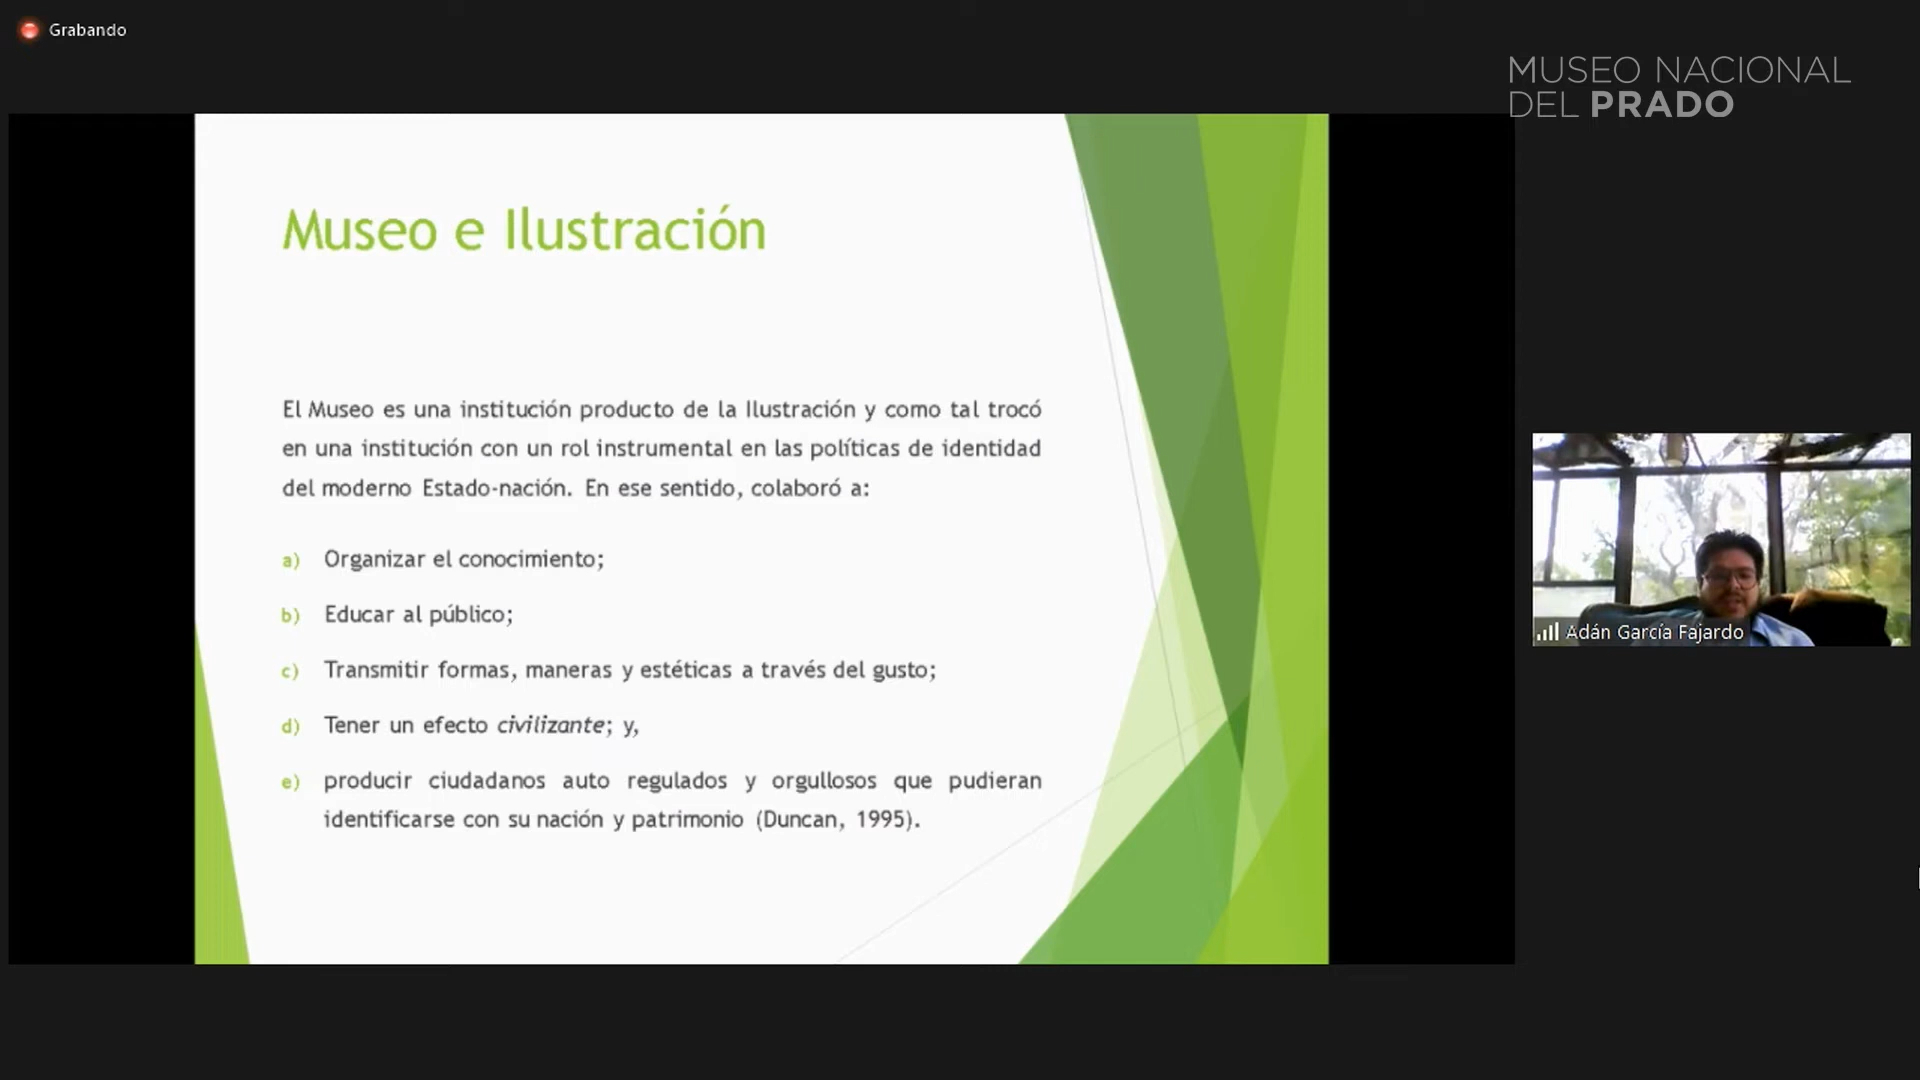 Grabando
MUSEO NACIONAL
DEL PRADO
Museo e Ilustración
El Museo es una institución producto de la Ilustración y como tal trocó
en una institución con un rol instrumental en las políticas de identidad
del moderno Estado-nación. En ese sentido, colaboró a:
a) Organizar el conocimiento;
b) Educar al público;
c) Transmitir formas, maneras y estéticas a través del gusto;
d) Tener un efecto civilizante; y,
e) producir ciudadanos auto regulados y orgullosos que pudieran
identificarse con su nación y patrimonio (Duncan, 1995).
Adán García Fajardo